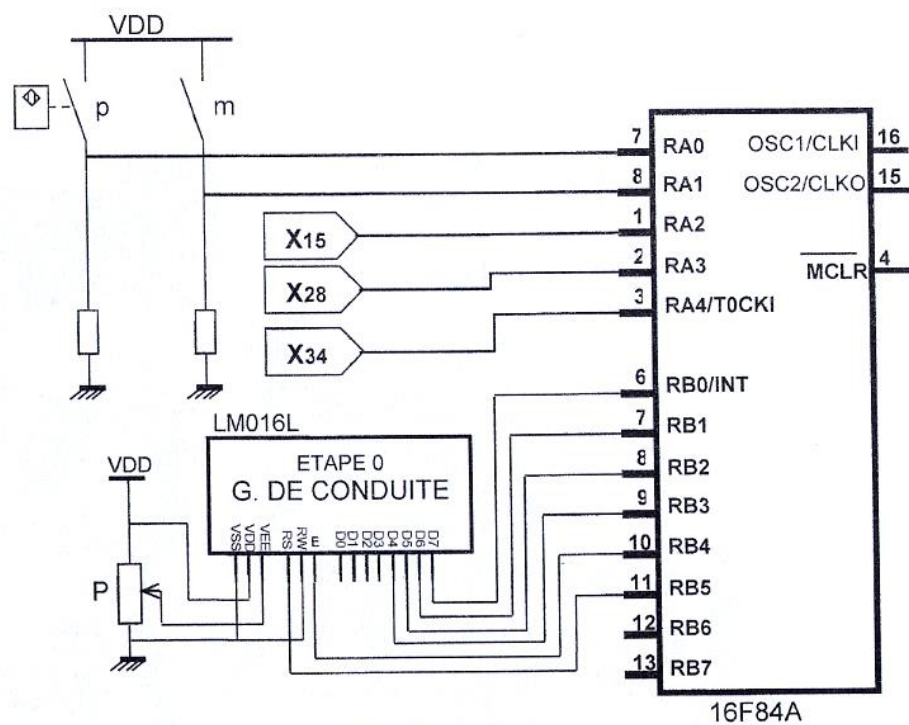 VDD
p
m
7 RA0 OSC1/CLKI 16
8 RA1 OSC2/CLKO 15
X15 1 RA2
X28 2 RA3 MCLR 4
X34 3 RA4/T0CKI
6 RB0/INT
7 RB1
8 RB2
9 RB3
10 RB4
11 RB5
12 RB6
13 RB7
16F84A
LM016L
ETAPE 0
G. DE CONDUITE
VSS VDD VEE RS RW E D0 D1 D2 D3 D4 D5 D6 D7
VDD
P